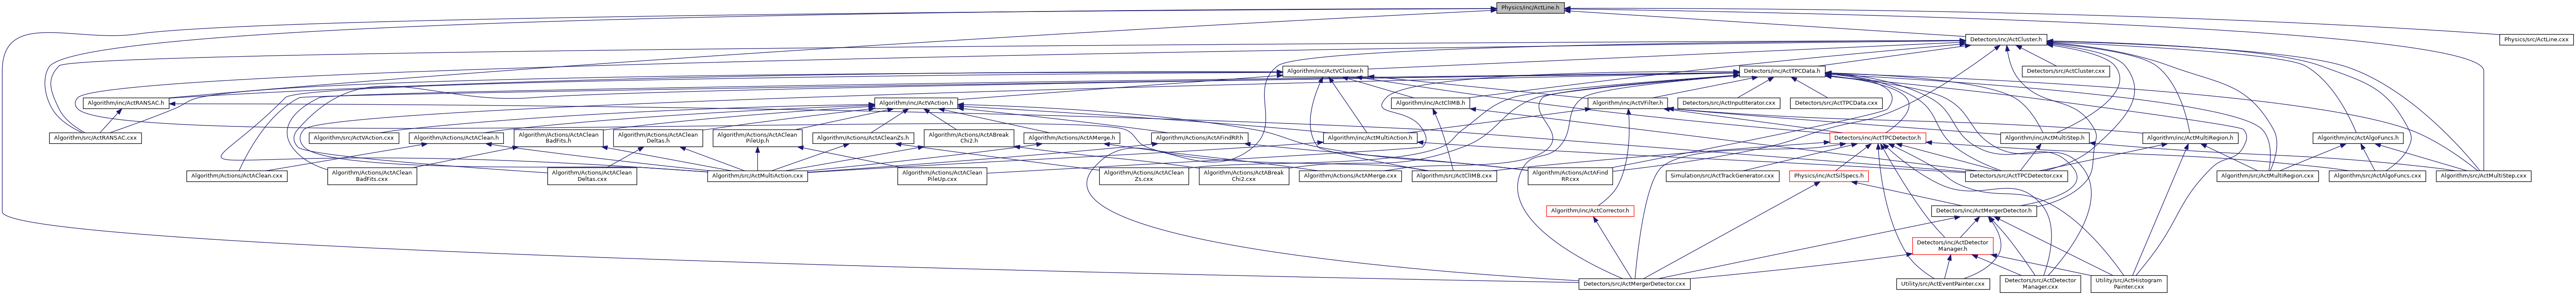 Physics/inc/ActLine.h
Detectors/inc/ActCluster.h
Physics/src/ActLine.cxx
Algorithm/inc/ActVCluster.h
Detectors/inc/ActTPCData.h
Detectors/src/ActCluster.cxx
Algorithm/inc/ActRANSAC.h
Algorithm/inc/ActVAction.h
Algorithm/inc/ActCIIMB.h
Algorithm/inc/ActVFilter.h
Detectors/src/ActInputIterator.cxx
Detectors/src/ActTPCData.cxx
Algorithm/src/ActRANSAC.cxx
Algorithm/src/ActVAction.cxx
Algorithm/Actions/ActAClean.h
Algorithm/Actions/ActAClean
BadFits.h
Algorithm/Actions/ActAClean
Deltas.h
Algorithm/Actions/ActAClean
PileUp.h
Algorithm/Actions/ActACleanZs.h
Algorithm/Actions/ActABreak
Chi2.h
Algorithm/Actions/ActAMerge.h
Algorithm/Actions/ActAFindRP.h
Algorithm/inc/ActMultiAction.h
Detectors/inc/ActTPCDetector.h
Algorithm/inc/ActMultiStep.h
Algorithm/inc/ActMultiRegion.h
Algorithm/inc/ActAlgoFuncs.h
Algorithm/Actions/ActAClean.cxx
Algorithm/Actions/ActAClean
BadFits.cxx
Algorithm/Actions/ActAClean
Deltas.cxx
Algorithm/src/ActMultiAction.cxx
Algorithm/Actions/ActAClean
PileUp.cxx
Algorithm/Actions/ActAClean
Zs.cxx
Algorithm/Actions/ActABreak
Chi2.cxx
Algorithm/Actions/ActAMerge.cxx
Algorithm/src/ActCIIMB.cxx
Algorithm/Actions/ActAFind
RP.cxx
Simulation/src/ActTrackGenerator.cxx
Physics/inc/ActSilSpecs.h
Detectors/src/ActTPCDetector.cxx
Algorithm/src/ActMultiRegion.cxx
Algorithm/src/ActAlgoFuncs.cxx
Algorithm/src/ActMultiStep.cxx
Algorithm/inc/ActCorrector.h
Detectors/inc/ActMergerDetector.h
Detectors/inc/ActDetector
Manager.h
Detectors/src/ActMergerDetector.cxx
Utility/src/ActEventPainter.cxx
Detectors/src/ActDetector
Manager.cxx
Utility/src/ActHistogram
Painter.cxx